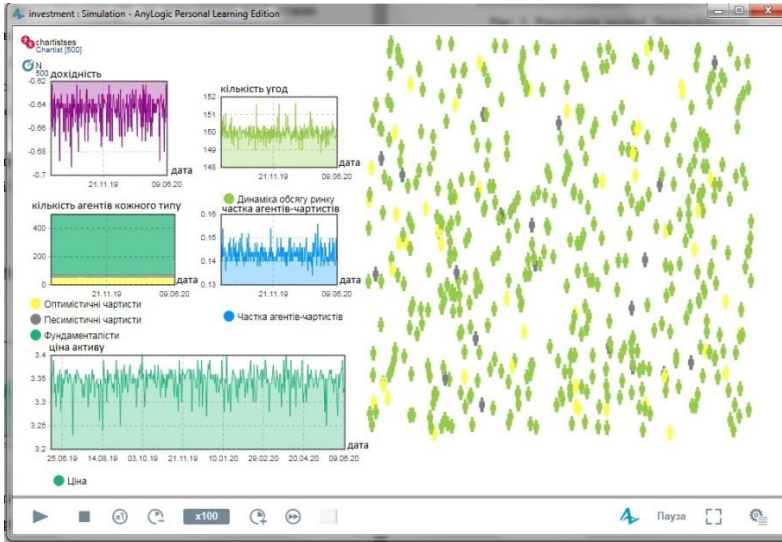 investment : Simulation - AnyLogic Personal Learning Edition
chartistses
Chartist [500]
N
500
дохідність
-0.62
-0.64
-0.66
-0.68
-0.7
21.11.19
09.06.20
дата
кількість угод
152
151
150
149
148
21.11.19
09.06.20
дата
Динаміка обсягу ринку
кількість агентів кожного типу
400
200
0
21.11.19
09.06.20
дата
Оптимістичні чартисти
Песимістичні чартисти
Фундаменталісти
частка агентів-чартистів
0.16
0.15
0.14
0.13
21.11.19
09.06.20
дата
Частка агентів-чартистів
ціна активу
3.4
3.35
3.3
3.25
3.2
25.06.19
14.08.19
03.10.19
21.11.19
10.01.20
29.02.20
20.04.20
09.06.20
дата
Ціна
x1
x100
Пауза